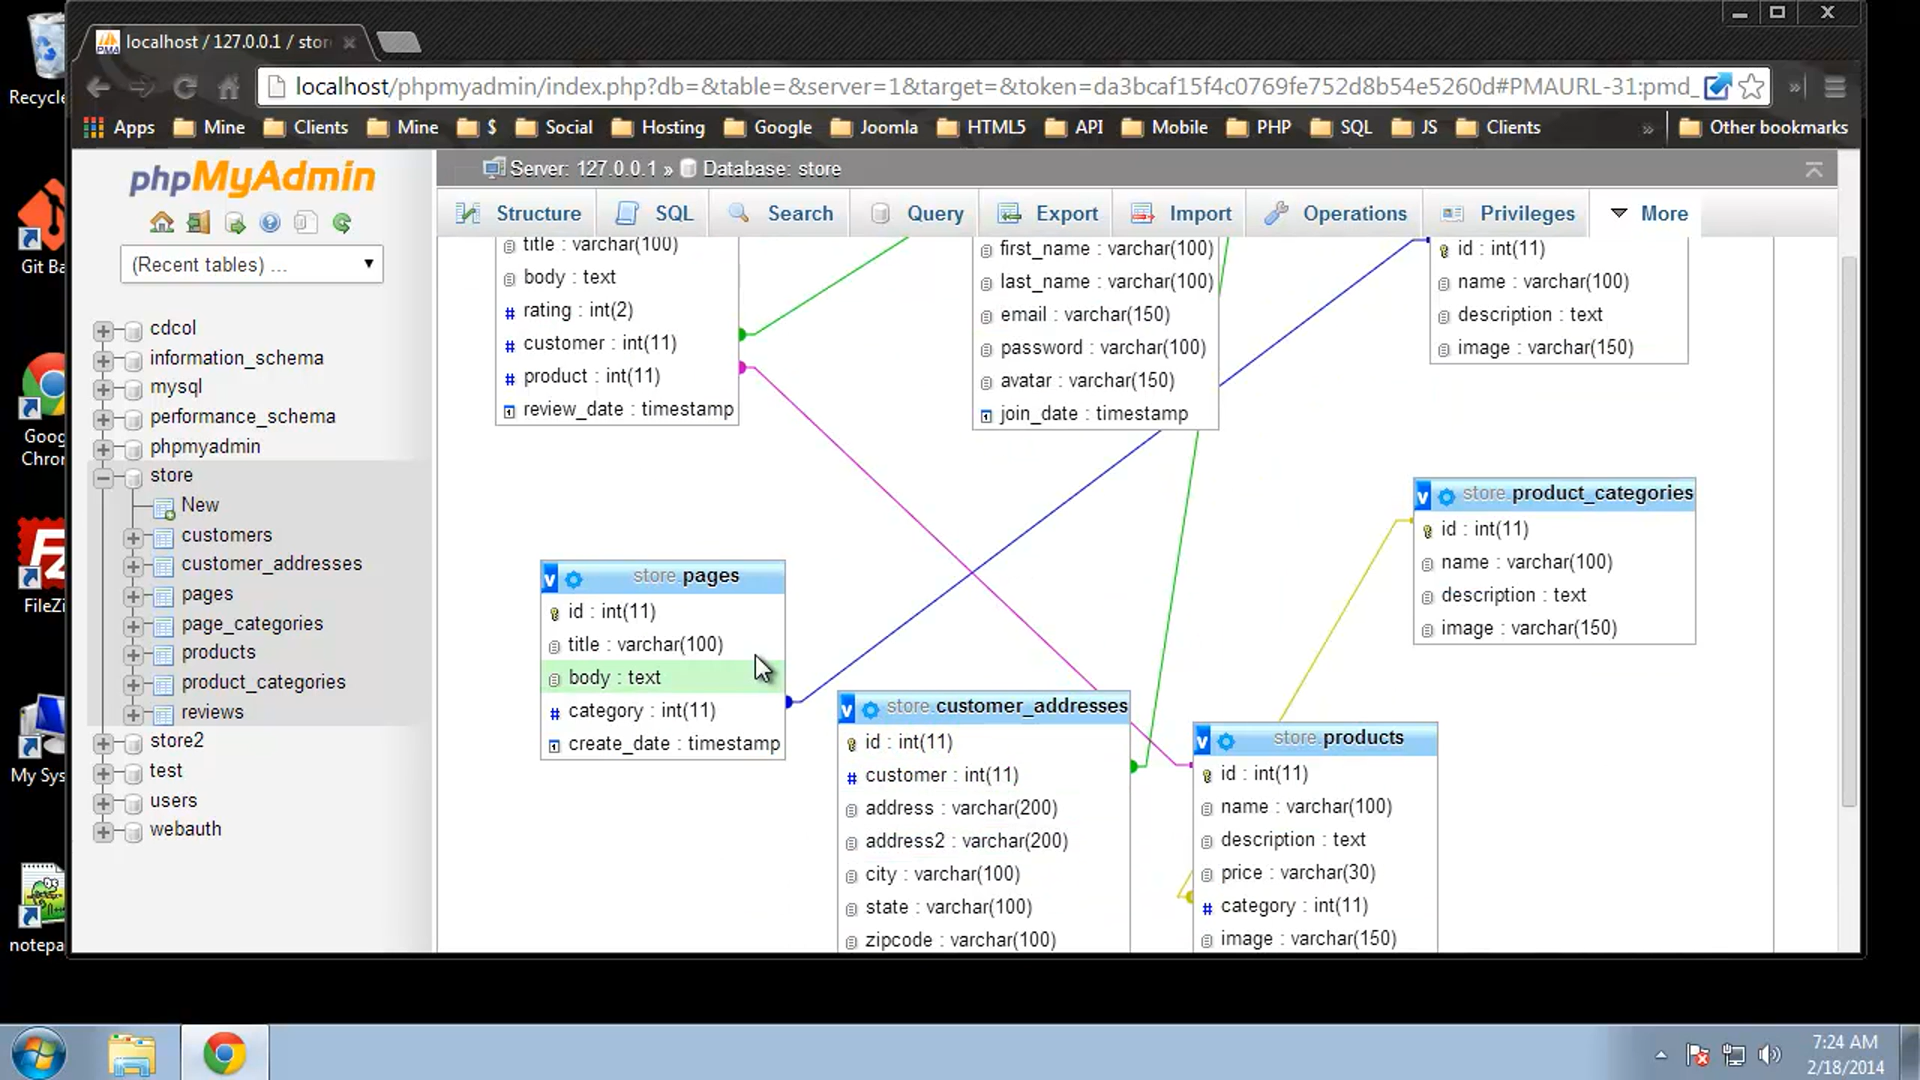 Recycle
Git Ba
Goog
Chron
FileZi
My Sys
notepa
localhost / 127.0.0.1 / stor
localhost/phpmyadmin/index.php?db=&table=&server=1&target=&token=da3bcaf15f4c0769fe752d8b54e5260d#PMAURL-31:pmd_
Apps Mine Clients Mine $ Social Hosting Google Joomla HTML5 API Mobile PHP SQL JS Clients » Other bookmarks
phpMyAdmin
(Recent tables) ...
cdcol
information_schema
mysql
performance_schema
phpmyadmin
store
New
customers
customer_addresses
pages
page_categories
products
product_categories
reviews
store2
test
users
webauth
Server: 127.0.0.1 » Database: store
Structure SQL Search Query Export Import Operations Privileges More
title : varchar(100)
body : text
rating : int(2)
customer : int(11)
product : int(11)
review_date : timestamp
first_name : varchar(100)
last_name : varchar(100)
email : varchar(150)
password : varchar(100)
avatar : varchar(150)
join_date : timestamp
id : int(11)
name : varchar(100)
description : text
image : varchar(150)
v store.product_categories
id : int(11)
name : varchar(100)
description : text
image : varchar(150)
v store.pages
id : int(11)
title : varchar(100)
body : text
category : int(11)
create_date : timestamp
v store.customer_addresses
id : int(11)
customer : int(11)
address : varchar(200)
address2 : varchar(200)
city : varchar(100)
state : varchar(100)
zipcode : varchar(100)
v store.products
id : int(11)
name : varchar(100)
description : text
price : varchar(30)
category : int(11)
image : varchar(150)
7:24 AM
2/18/2014